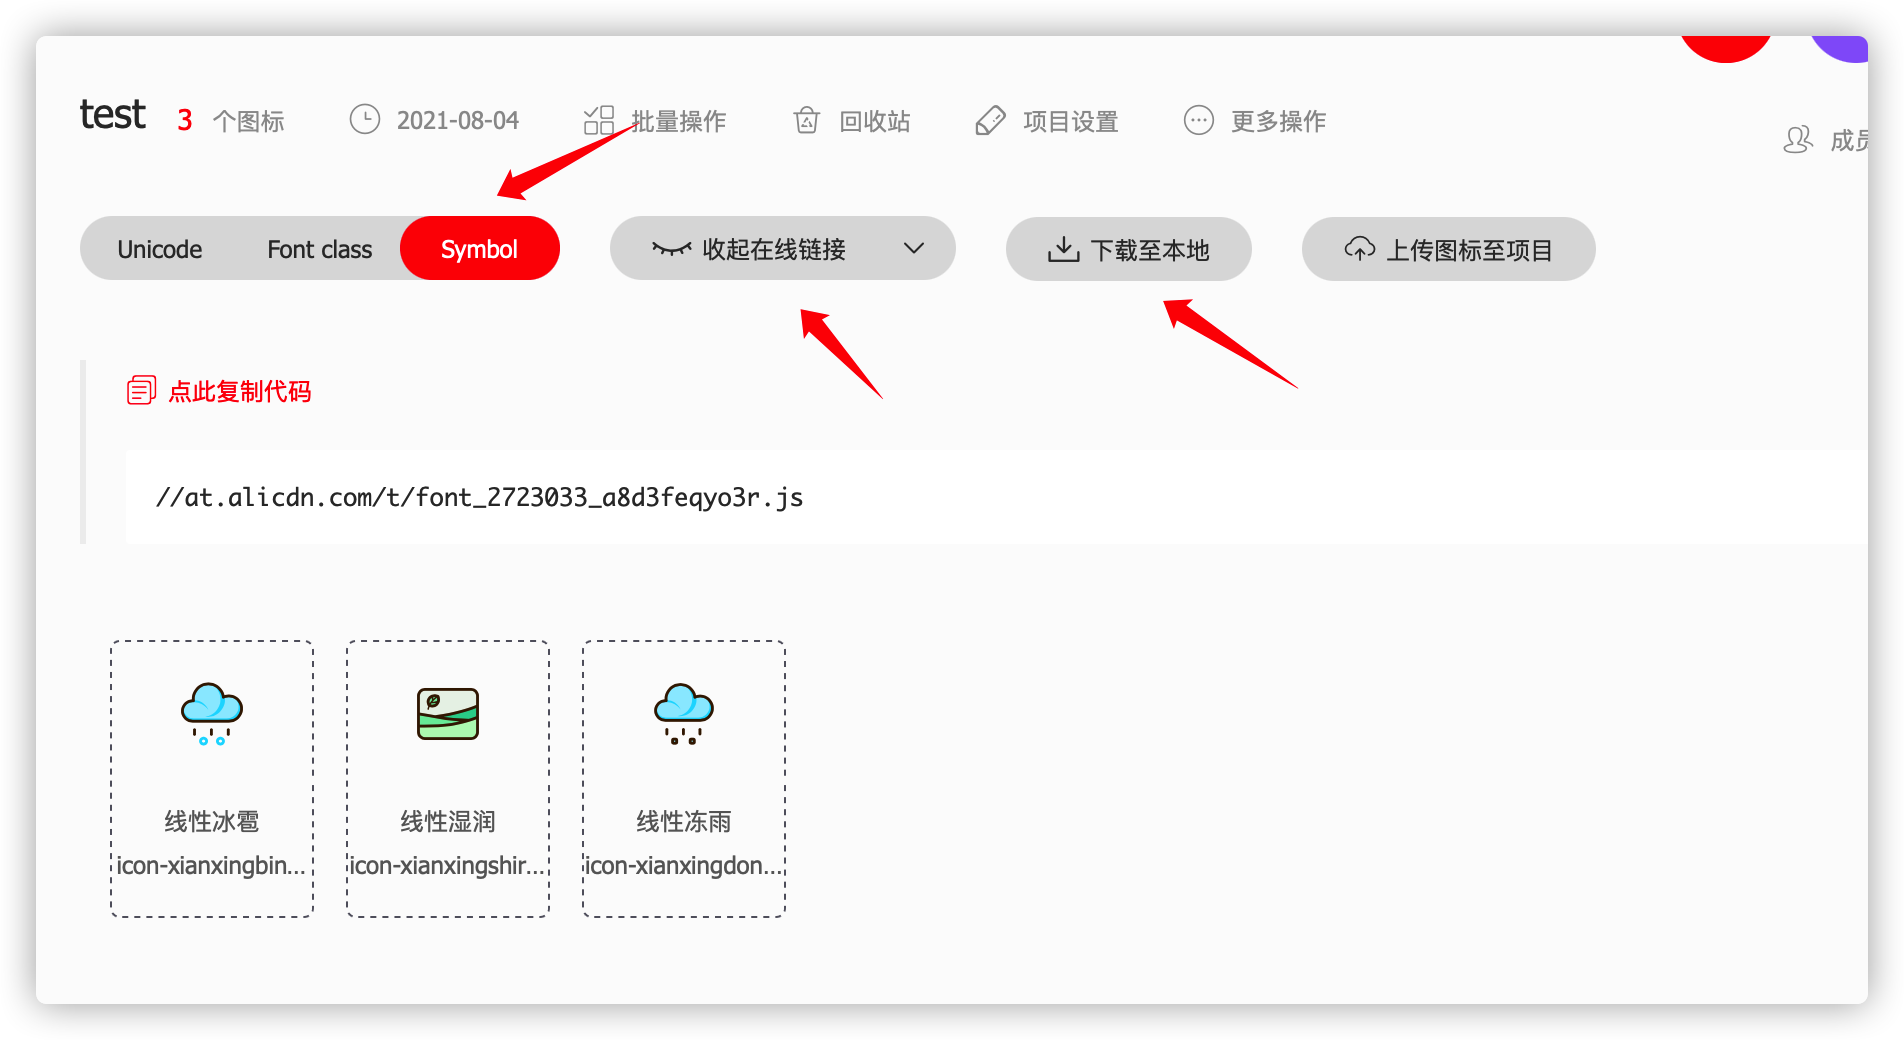 test 3 个图标 2021-08-04 批量操作 回收站 项目设置 更多操作
成员
Unicode Font class Symbol 收起在线链接 下载至本地 上传图标至项目
点此复制代码
//at.alicdn.com/t/font_2723033_a8d3feqyo3r.js
线性冰雹 线性湿润 线性冻雨
icon-xianxingbin... icon-xianxingshir... icon-xianxingdon...